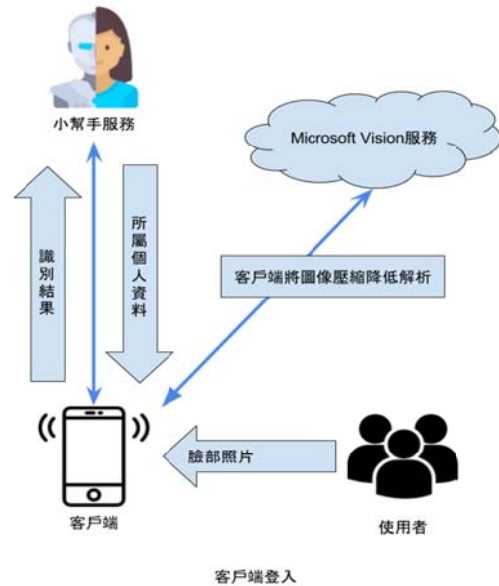 小幫手服務
Microsoft Vision服務
識別結果
所屬個人資料
客戶端將圖像壓縮降低解析
臉部照片
客戶端
使用者
客戶端登入